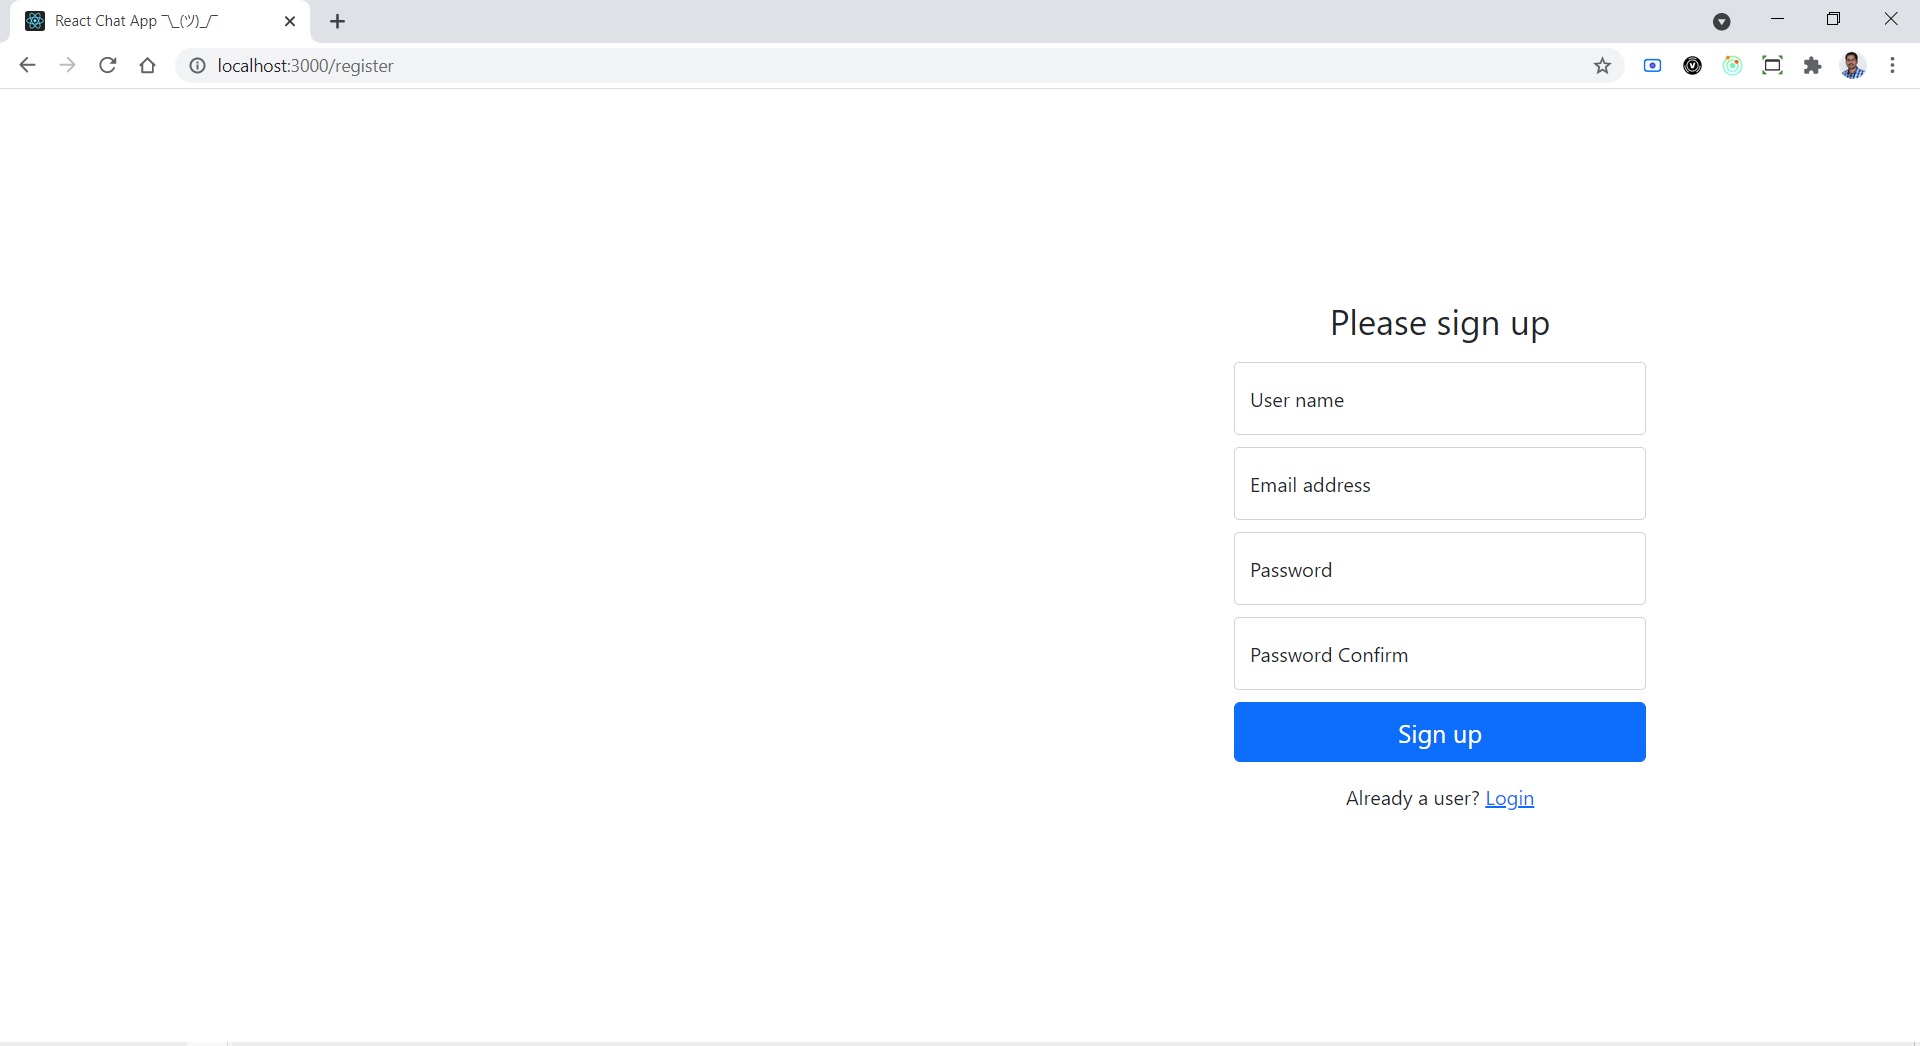 React Chat App ¯\_(ツ)_/¯
localhost:3000/register
Please sign up
User name
Email address
Password
Password Confirm
Sign up
Already a user? Login